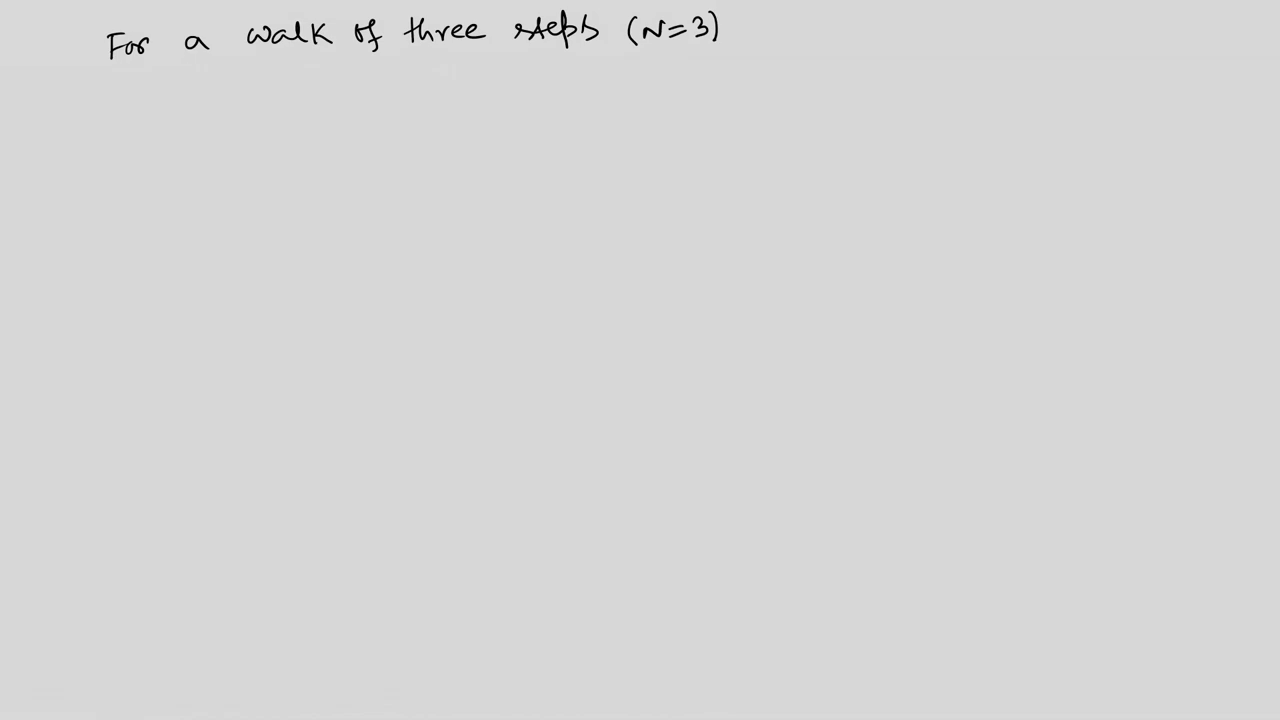 For a walk of three steps (N=3)